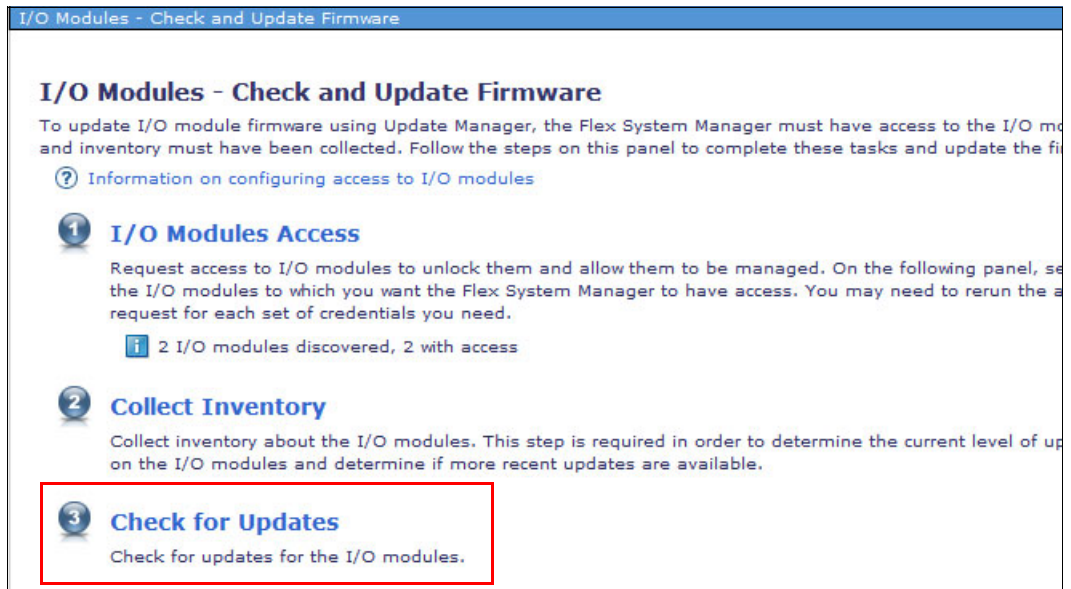 I/O Modules - Check and Update Firmware
I/O Modules - Check and Update Firmware
To update I/O module firmware using Update Manager, the Flex System Manager must have access to the I/O
and inventory must have been collected. Follow the steps on this panel to complete these tasks and update the
? Information on configuring access to I/O modules
1 I/O Modules Access
Request access to I/O modules to unlock them and allow them to be managed. On the following panel,
the I/O modules to which you want the Flex System Manager to have access. You may need to rerun the
request for each set of credentials you need.
i 2 I/O modules discovered, 2 with access
2 Collect Inventory
Collect inventory about the I/O modules. This step is required in order to determine the current level of
on the I/O modules and determine if more recent updates are available.
3 Check for Updates
Check for updates for the I/O modules.